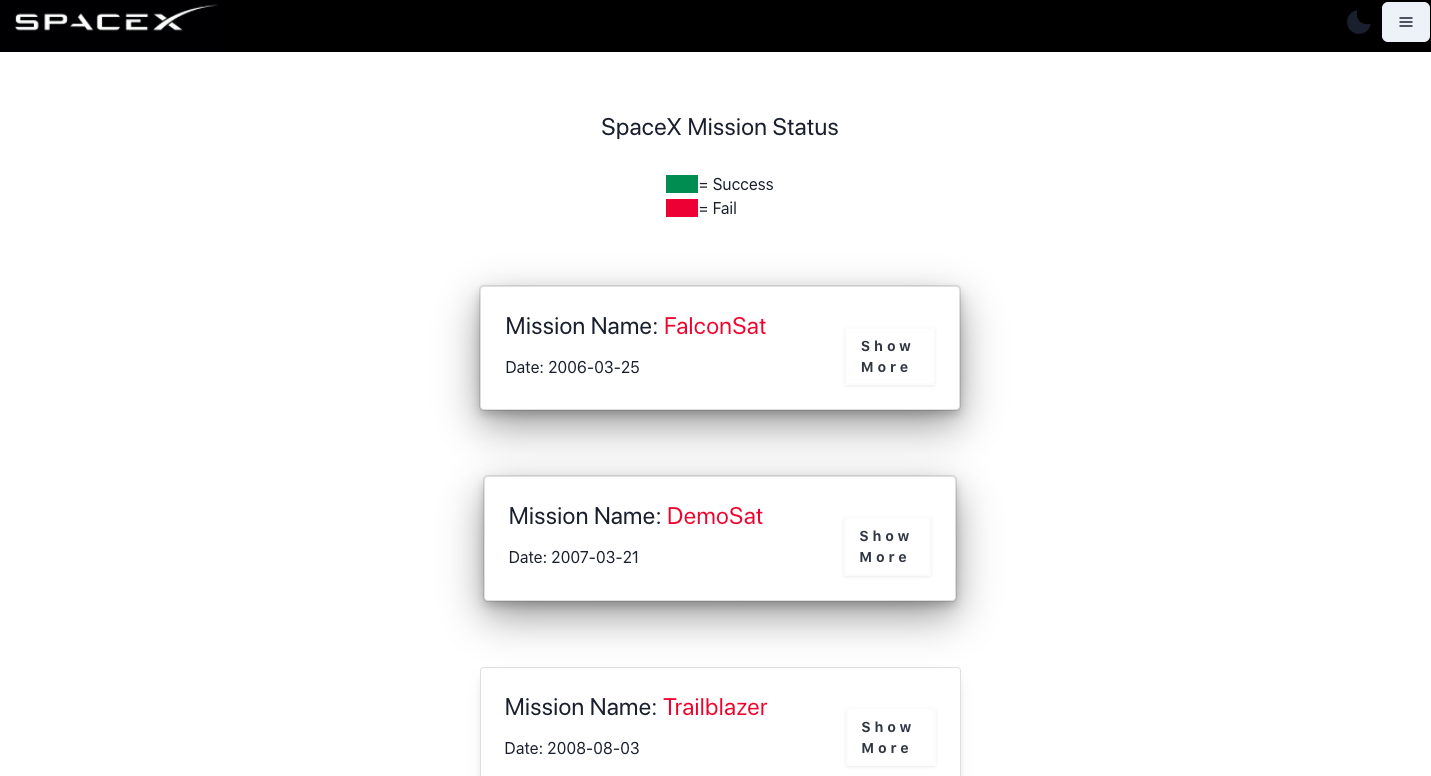 SPACEX
SpaceX Mission Status
= Success
= Fail
Mission Name: FalconSat
Date: 2006-03-25
Show
More
Mission Name: DemoSat
Date: 2007-03-21
Show
More
Mission Name: Trailblazer
Date: 2008-08-03
Show
More